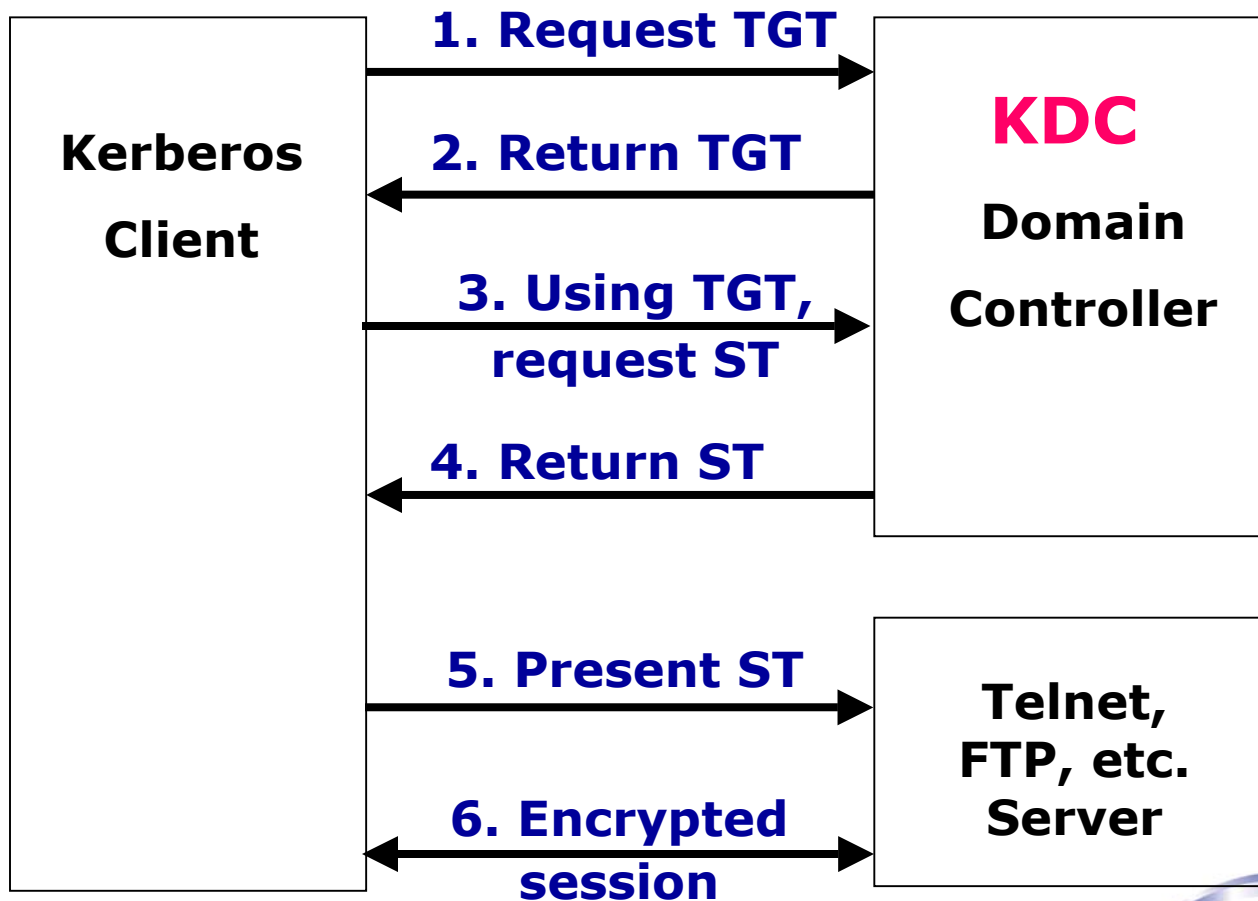 1. Request TGT
Kerberos
Client
KDC
Domain
Controller
2. Return TGT
3. Using TGT,
request ST
4. Return ST
5. Present ST
Telnet,
FTP, etc.
Server
6. Encrypted
session